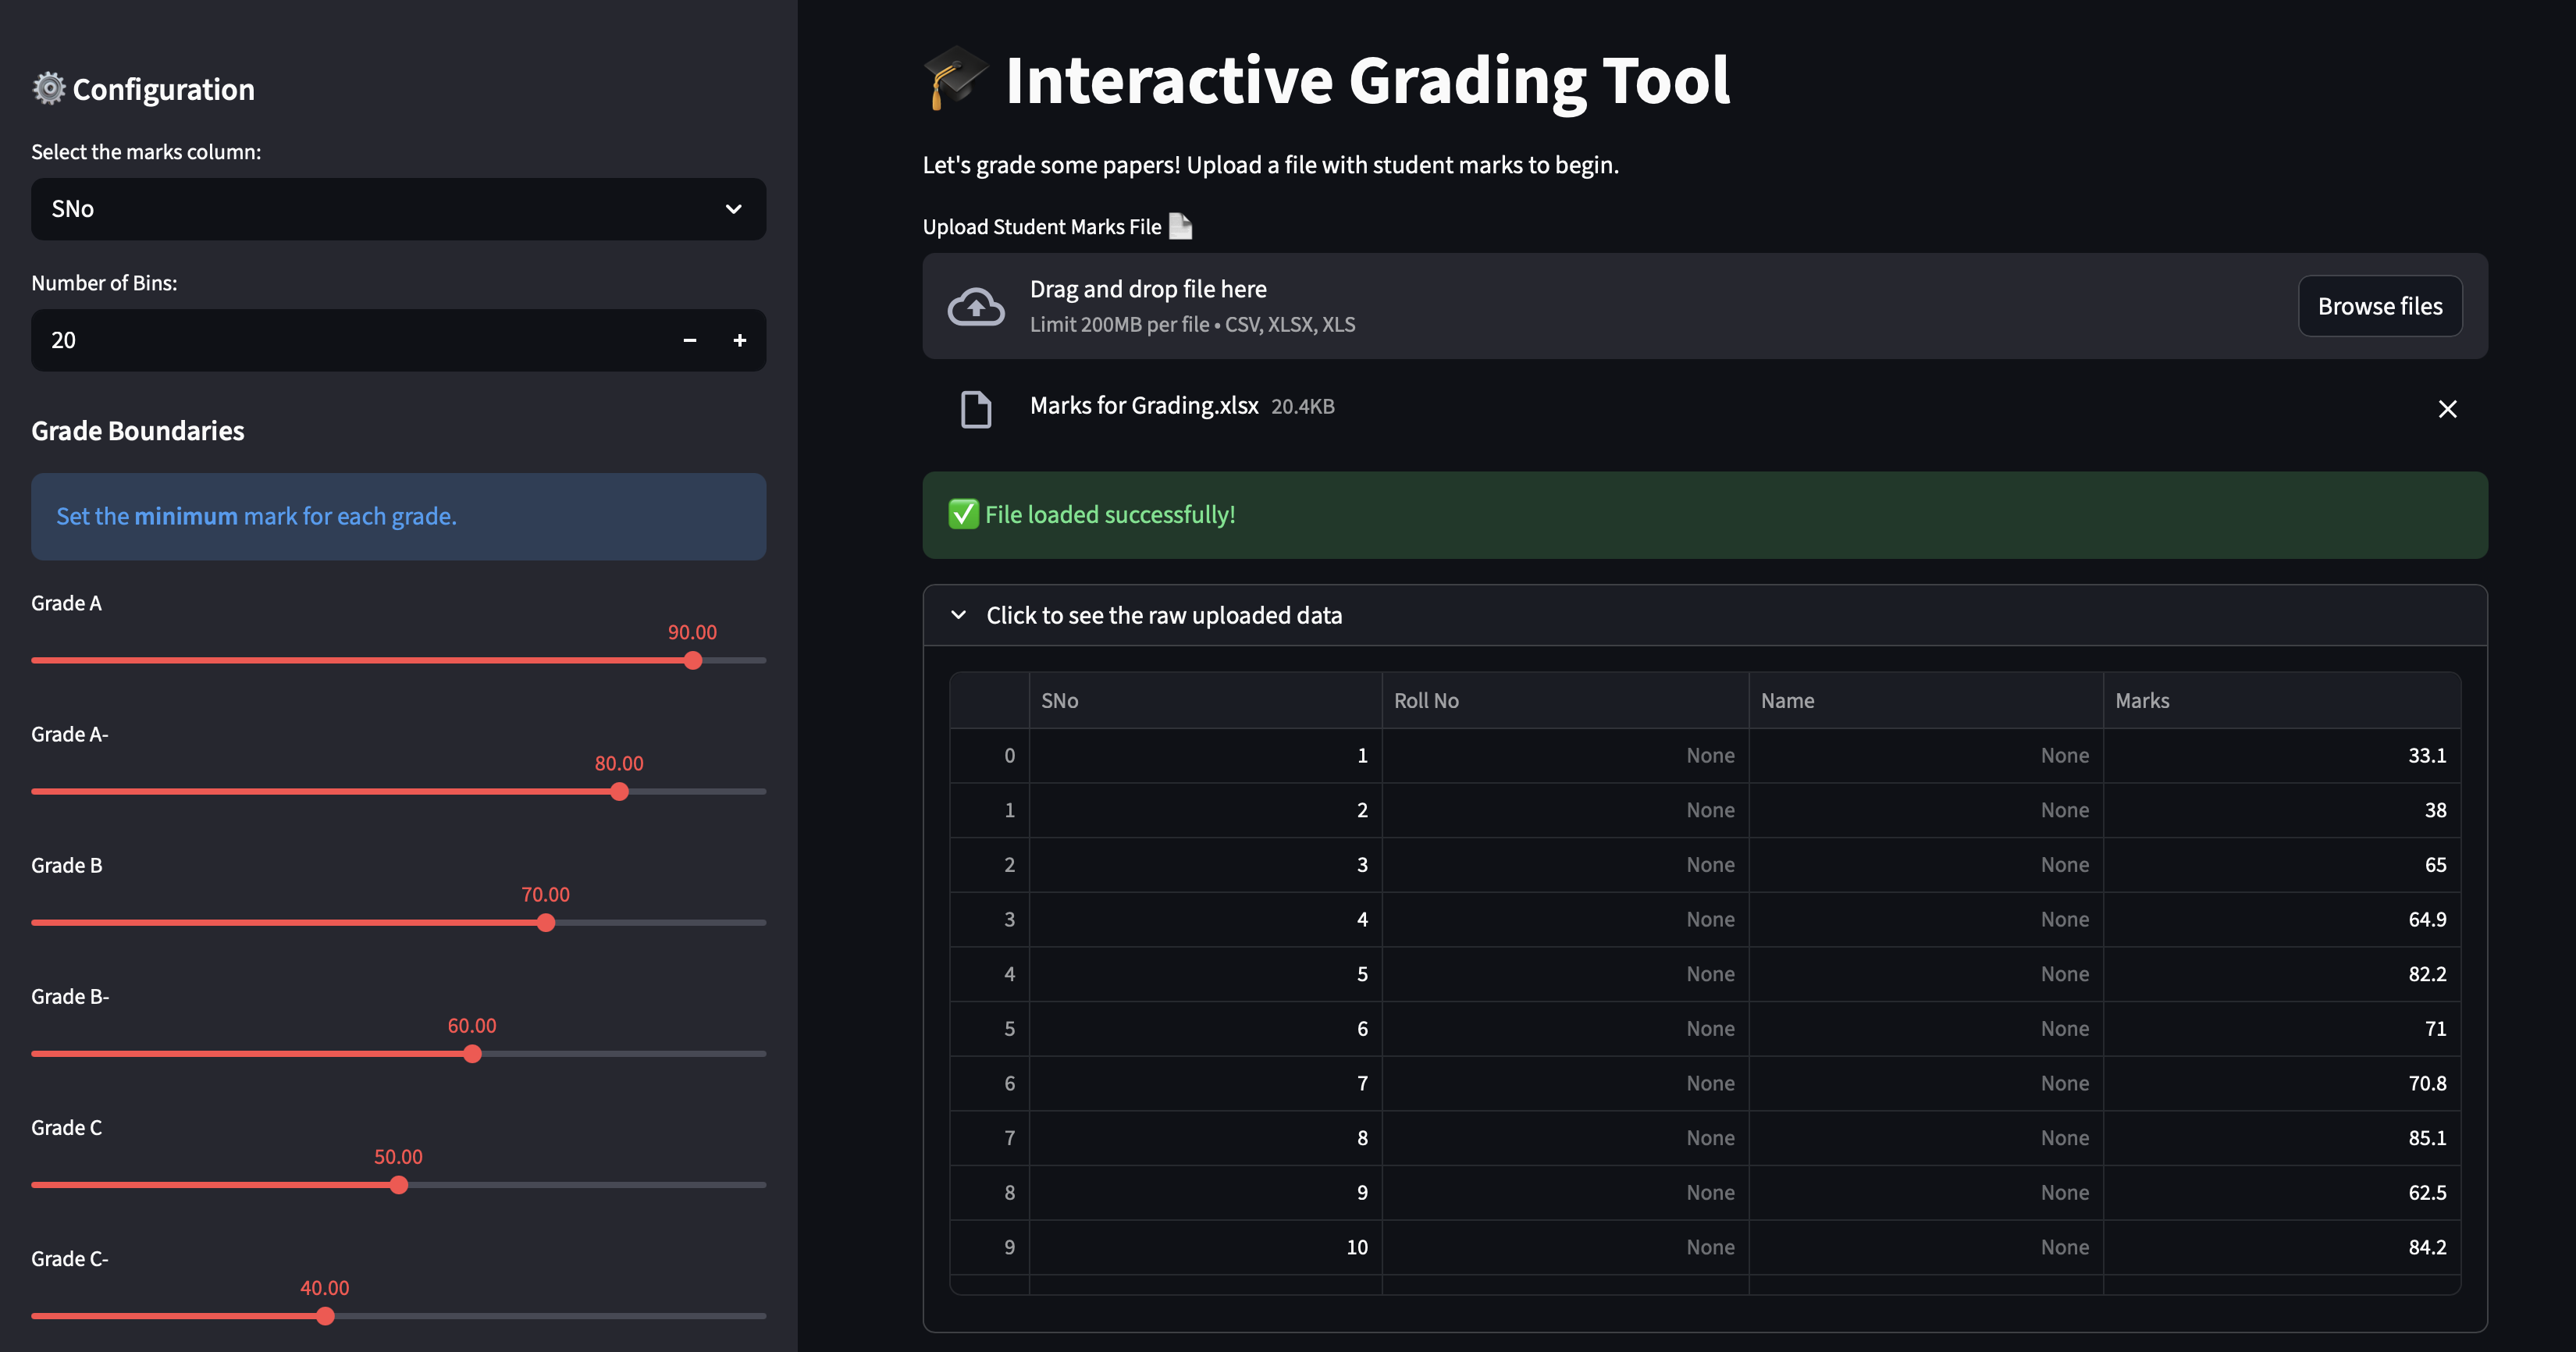 ⚙️ Configuration
Select the marks column:
SNo
Number of Bins:
20 − +
Grade Boundaries
Set the minimum mark for each grade.
Grade A
90.00
Grade A-
80.00
Grade B
70.00
Grade B-
60.00
Grade C
50.00
Grade C-
40.00
🎓 Interactive Grading Tool
Let's grade some papers! Upload a file with student marks to begin.
Upload Student Marks File 📄
Drag and drop file here
Limit 200MB per file • CSV, XLSX, XLS
Browse files
Marks for Grading.xlsx 20.4KB
✅ File loaded successfully!
Click to see the raw uploaded data
SNo Roll No Name Marks
0 1 None None 33.1
1 2 None None 38
2 3 None None 65
3 4 None None 64.9
4 5 None None 82.2
5 6 None None 71
6 7 None None 70.8
7 8 None None 85.1
8 9 None None 62.5
9 10 None None 84.2